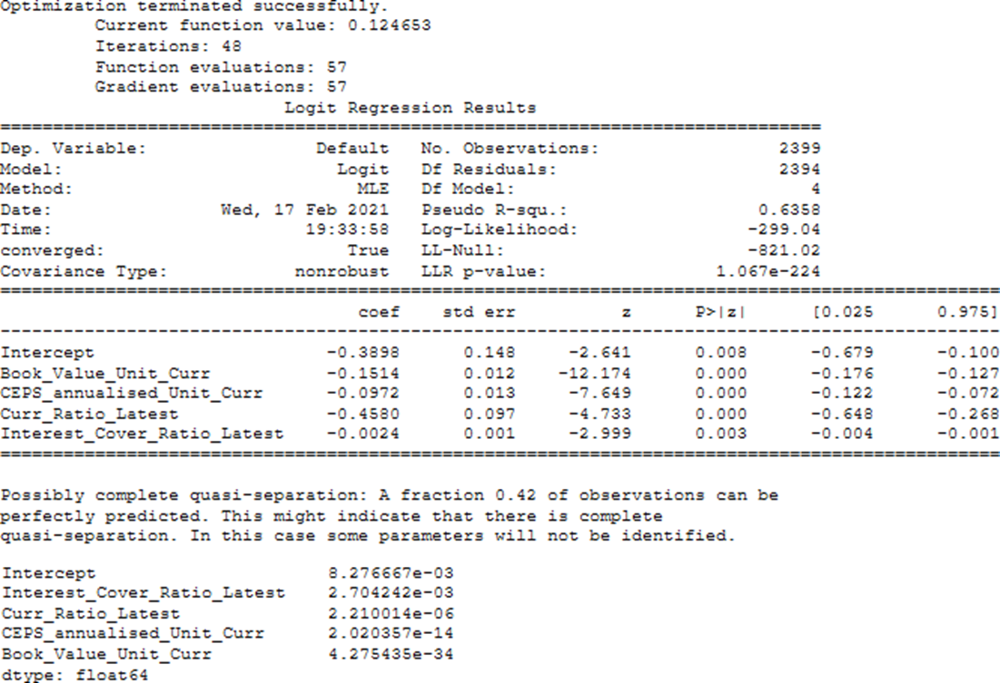 Optimization terminated successfully.
Current function value: 0.124653
Iterations: 48
Function evaluations: 57
Gradient evaluations: 57
Logit Regression Results
==============================================================================
Dep. Variable: Default No. Observations: 2399
Model: Logit Df Residuals: 2394
Method: MLE Df Model: 4
Date: Wed, 17 Feb 2021 Pseudo R-squ.: 0.6358
Time: 19:33:58 Log-Likelihood: -299.04
converged: True LL-Null: -821.02
Covariance Type: nonrobust LLR p-value: 1.067e-224
===============================================================================================
coef std err z P>|z| [0.025 0.975]
-----------------------------------------------------------------------------------------------
Intercept -0.3898 0.148 -2.641 0.008 -0.679 -0.100
Book_Value_Unit_Curr -0.1514 0.012 -12.174 0.000 -0.176 -0.127
CEPS_annualised_Unit_Curr -0.0972 0.013 -7.649 0.000 -0.122 -0.072
Curr_Ratio_Latest -0.4580 0.097 -4.733 0.000 -0.648 -0.268
Interest_Cover_Ratio_Latest -0.0024 0.001 -2.999 0.003 -0.004 -0.001
===============================================================================================
Possibly complete quasi-separation: A fraction 0.42 of observations can be
perfectly predicted. This might indicate that there is complete
quasi-separation. In this case some parameters will not be identified.
Intercept 8.276667e-03
Interest_Cover_Ratio_Latest 2.704242e-03
Curr_Ratio_Latest 2.210014e-06
CEPS_annualised_Unit_Curr 2.020357e-14
Book_Value_Unit_Curr 4.275435e-34
dtype: float64